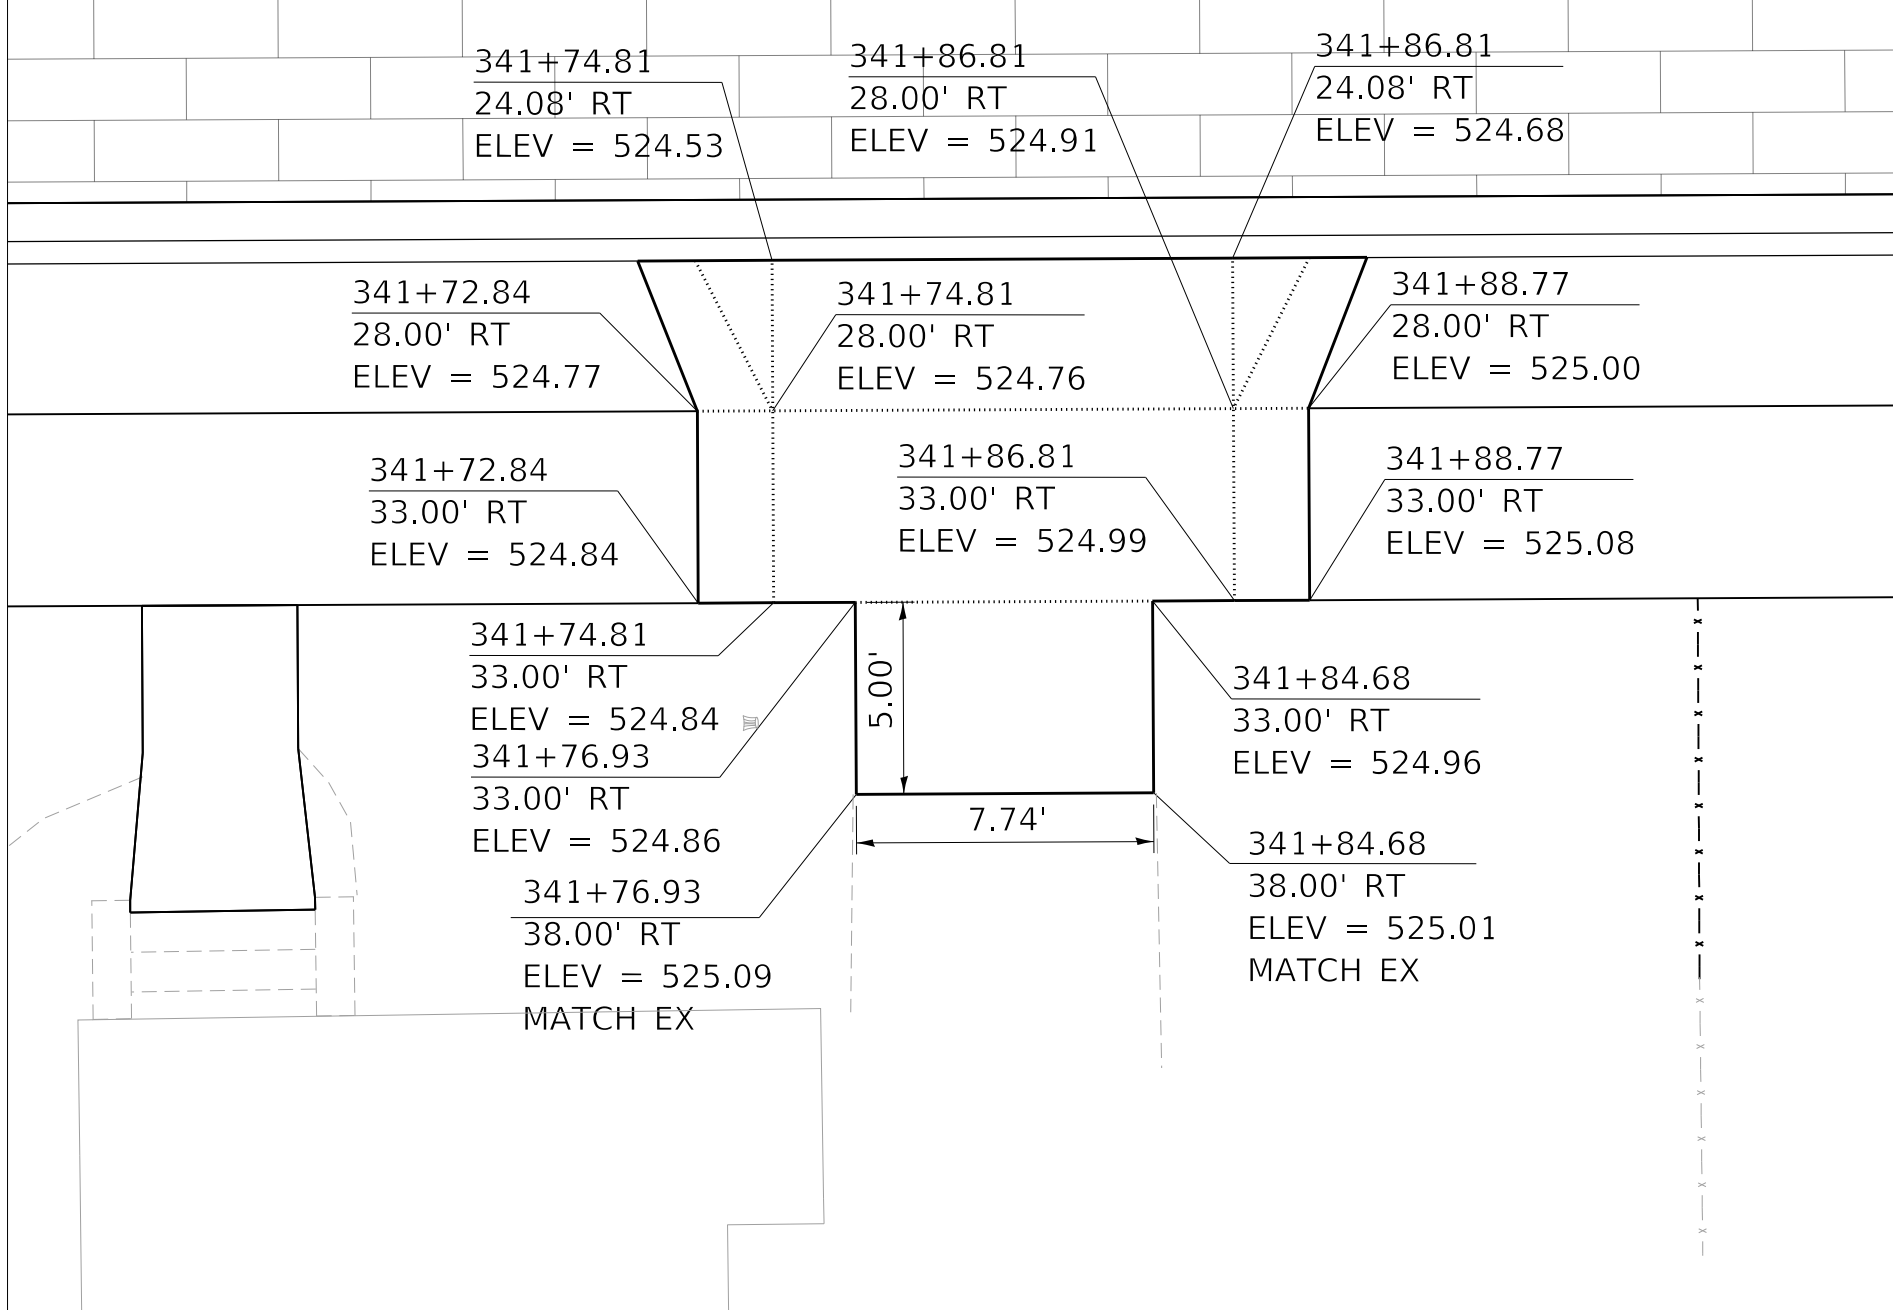 341+74.81
24.08' RT
ELEV = 524.53
341+86.81
28.00' RT
ELEV = 524.91
341+86.81
24.08' RT
ELEV = 524.68
341+72.84
28.00' RT
ELEV = 524.77
341+74.81
28.00' RT
ELEV = 524.76
341+88.77
28.00' RT
ELEV = 525.00
341+72.84
33.00' RT
ELEV = 524.84
341+86.81
33.00' RT
ELEV = 524.99
341+88.77
33.00' RT
ELEV = 525.08
341+74.81
33.00' RT
ELEV = 524.84
341+76.93
33.00' RT
ELEV = 524.86
5.00'
341+84.68
33.00' RT
ELEV = 524.96
7.74'
341+76.93
38.00' RT
ELEV = 525.09
MATCH EX
341+84.68
38.00' RT
ELEV = 525.01
MATCH EX